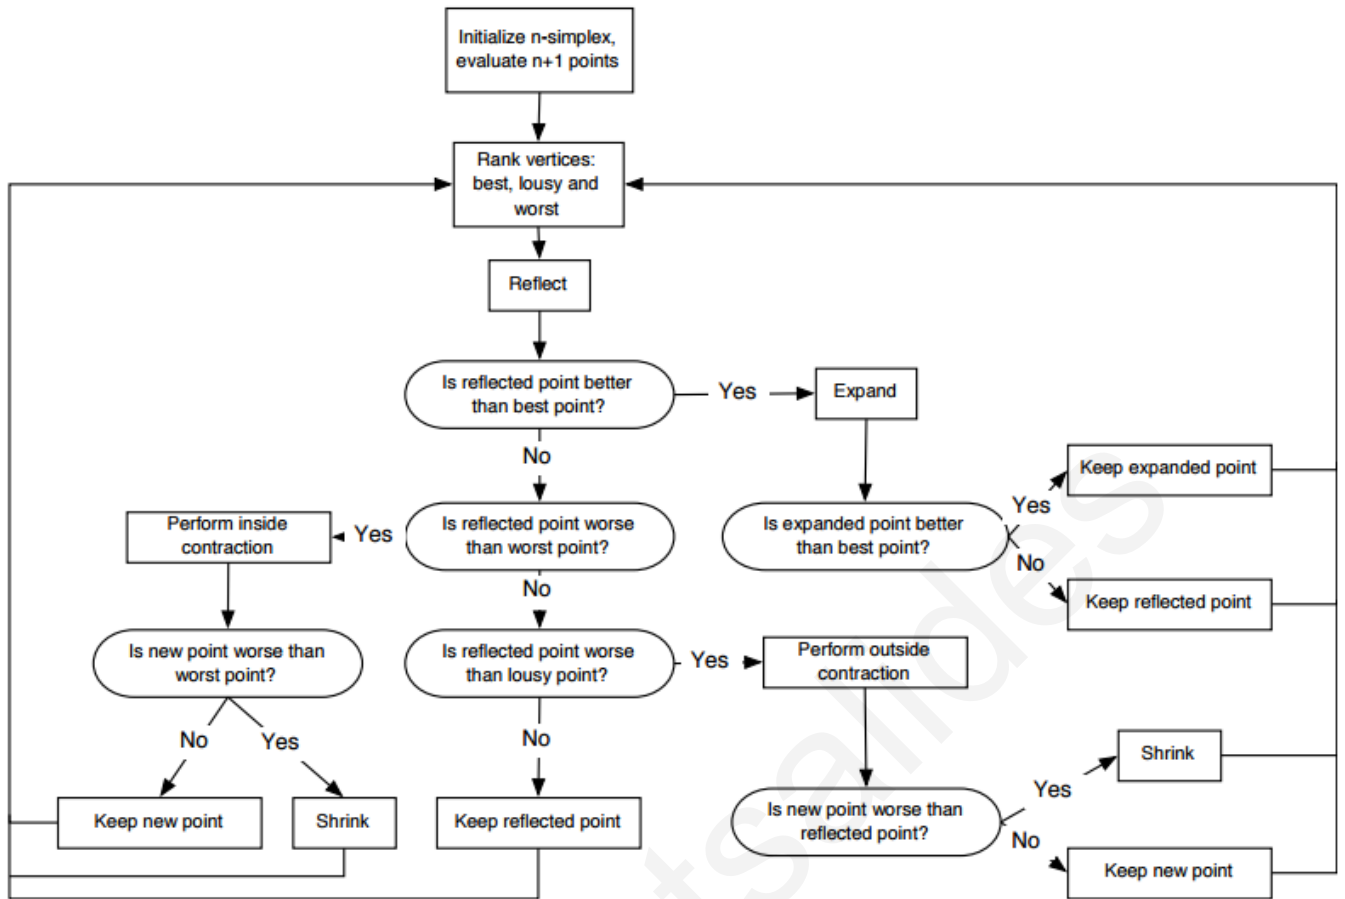 Initialize n-simplex,
evaluate n+1 points
Rank vertices:
best, lousy and
worst
Reflect
Is reflected point better
than best point?
Yes
Expand
No
Keep expanded point
Yes
Perform inside
contraction
Yes
Is reflected point worse
than worst point?
Is expanded point better
than best point?
No
No
Keep reflected point
Is new point worse than
worst point?
Is reflected point worse
than lousy point?
Yes
Perform outside
contraction
No
Yes
No
Shrink
Yes
Keep new point
Shrink
Keep reflected point
Is new point worse than
reflected point?
No
Keep new point